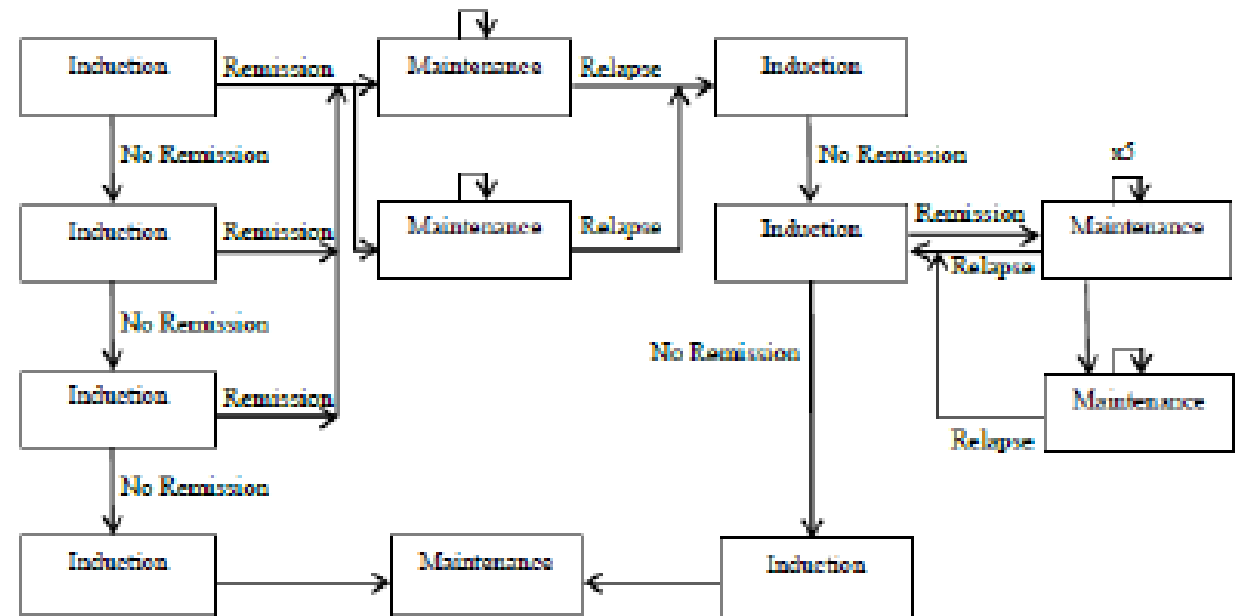 Induction
Remission
Maintenance
Relapse
Induction
No Remission
No Remission
x5
Induction
Remission
Maintenance
Relapse
Induction
Remission
Maintenance
Relapse
No Remission
No Remission
Induction
Remission
Maintenance
Relapse
No Remission
Induction
Maintenance
Induction